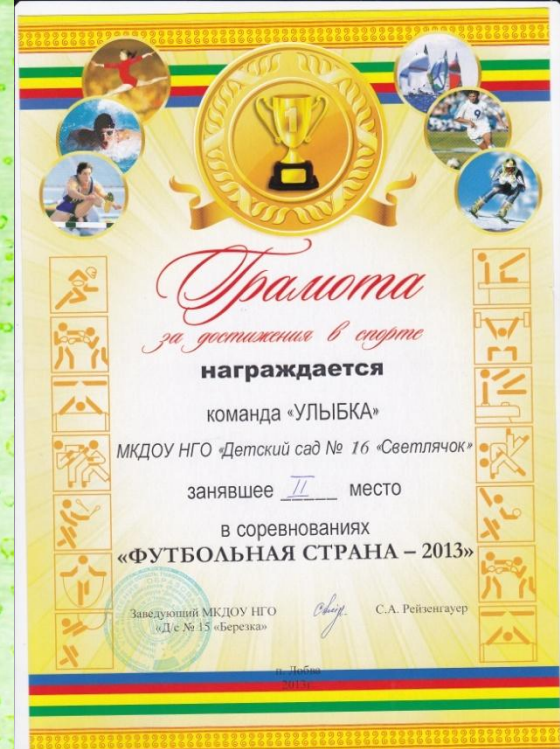 1
Грамота
за достижения в спорте
награждается
команда «УЛЫБКА»
МКДОУ НГО «Детский сад № 16 «Светлячок»
занявшее II место
в соревнованиях
«ФУТБОЛЬНАЯ СТРАНА – 2013»
Заведующий МКДОУ НГО
«Д/с № 15 «Березка»
С.А. Рейзенгауер
п. Лобва
2013г.